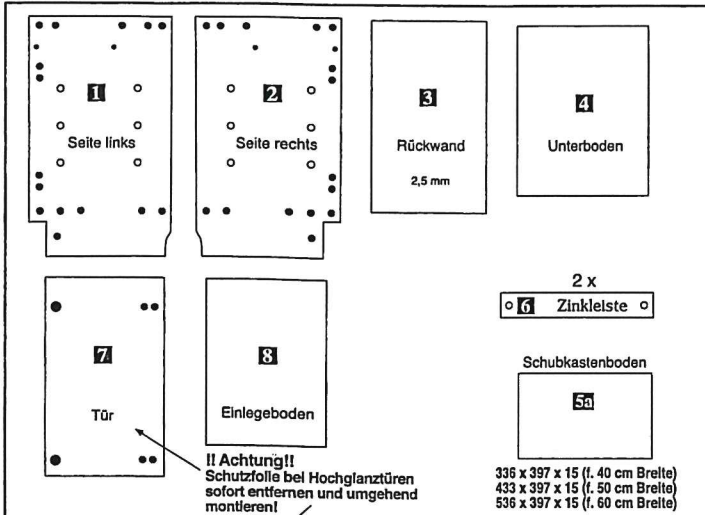 1
2
3
4
Seite links
Seite rechts
Rückwand
Unterboden
2,5 mm
2 x
6 Zinkleiste
7
8
Schubkastenboden
5a
Tür
Einlegeboden
!! Achtung!!
Schutzfolie bei Hochglanztüren
sofort entfernen und umgehend
montieren!
336 x 397 x 15 (f. 40 cm Breite)
433 x 397 x 15 (f. 50 cm Breite)
536 x 397 x 15 (f. 60 cm Breite)